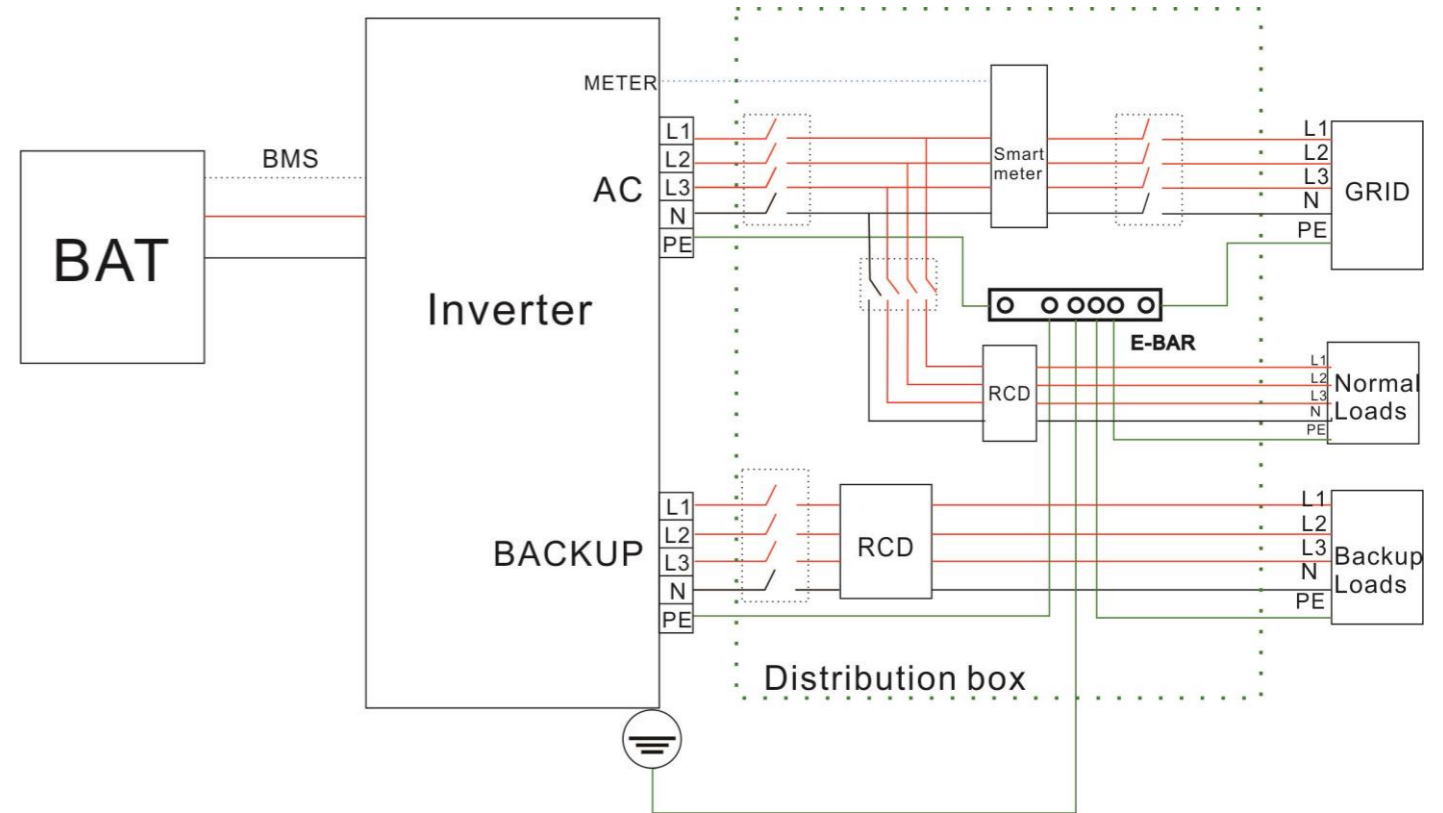 METER
L1
L2
L3
N
PE
AC
BMS
BAT
Inverter
Smart
meter
L1
L2
L3
N
PE
GRID
E-BAR
RCD
L1
L2
L3
N
PE
Normal
Loads
BACKUP
L1
L2
L3
N
PE
RCD
L1
L2
L3
N
PE
Backup
Loads
Distribution box